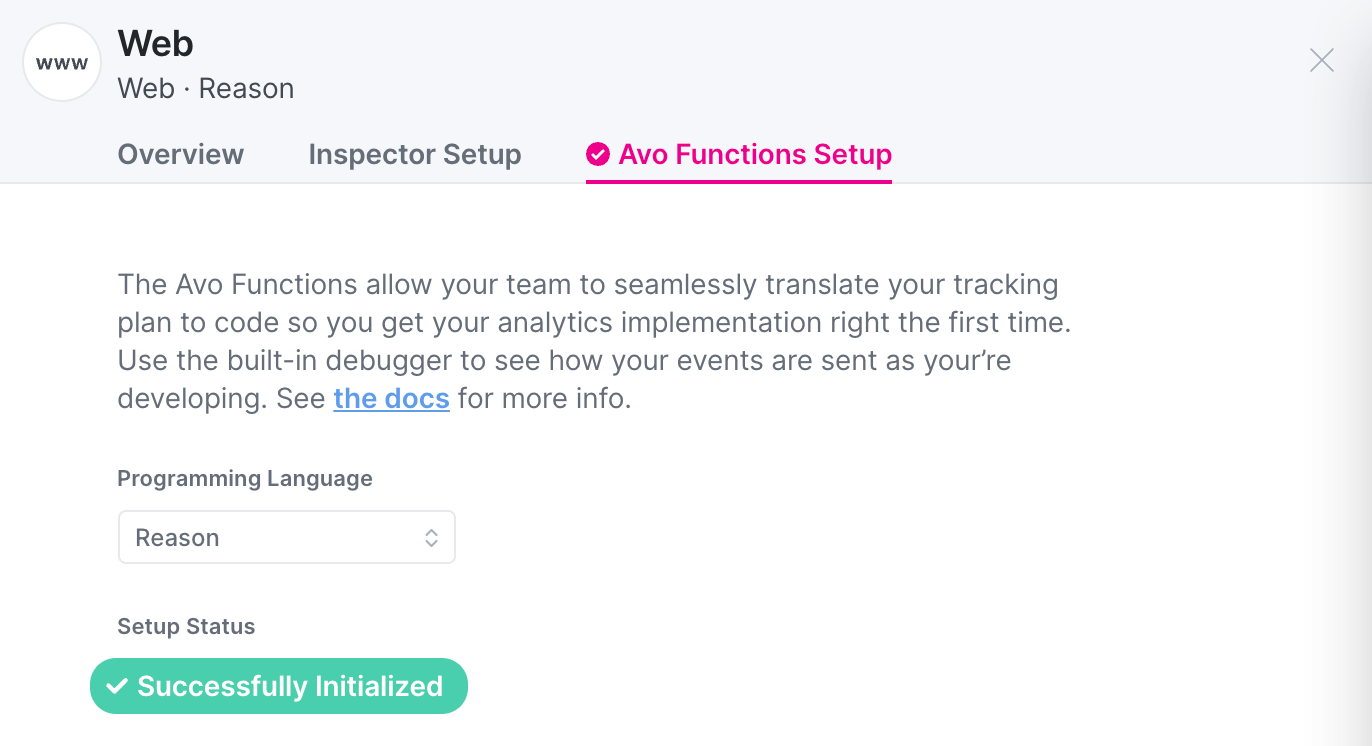 www
Web
Web · Reason
Overview
Inspector Setup
Avo Functions Setup
The Avo Functions allow your team to seamlessly translate your tracking
plan to code so you get your analytics implementation right the first time.
Use the built-in debugger to see how your events are sent as your’re
developing. See the docs for more info.
Programming Language
Reason
Setup Status
Successfully Initialized